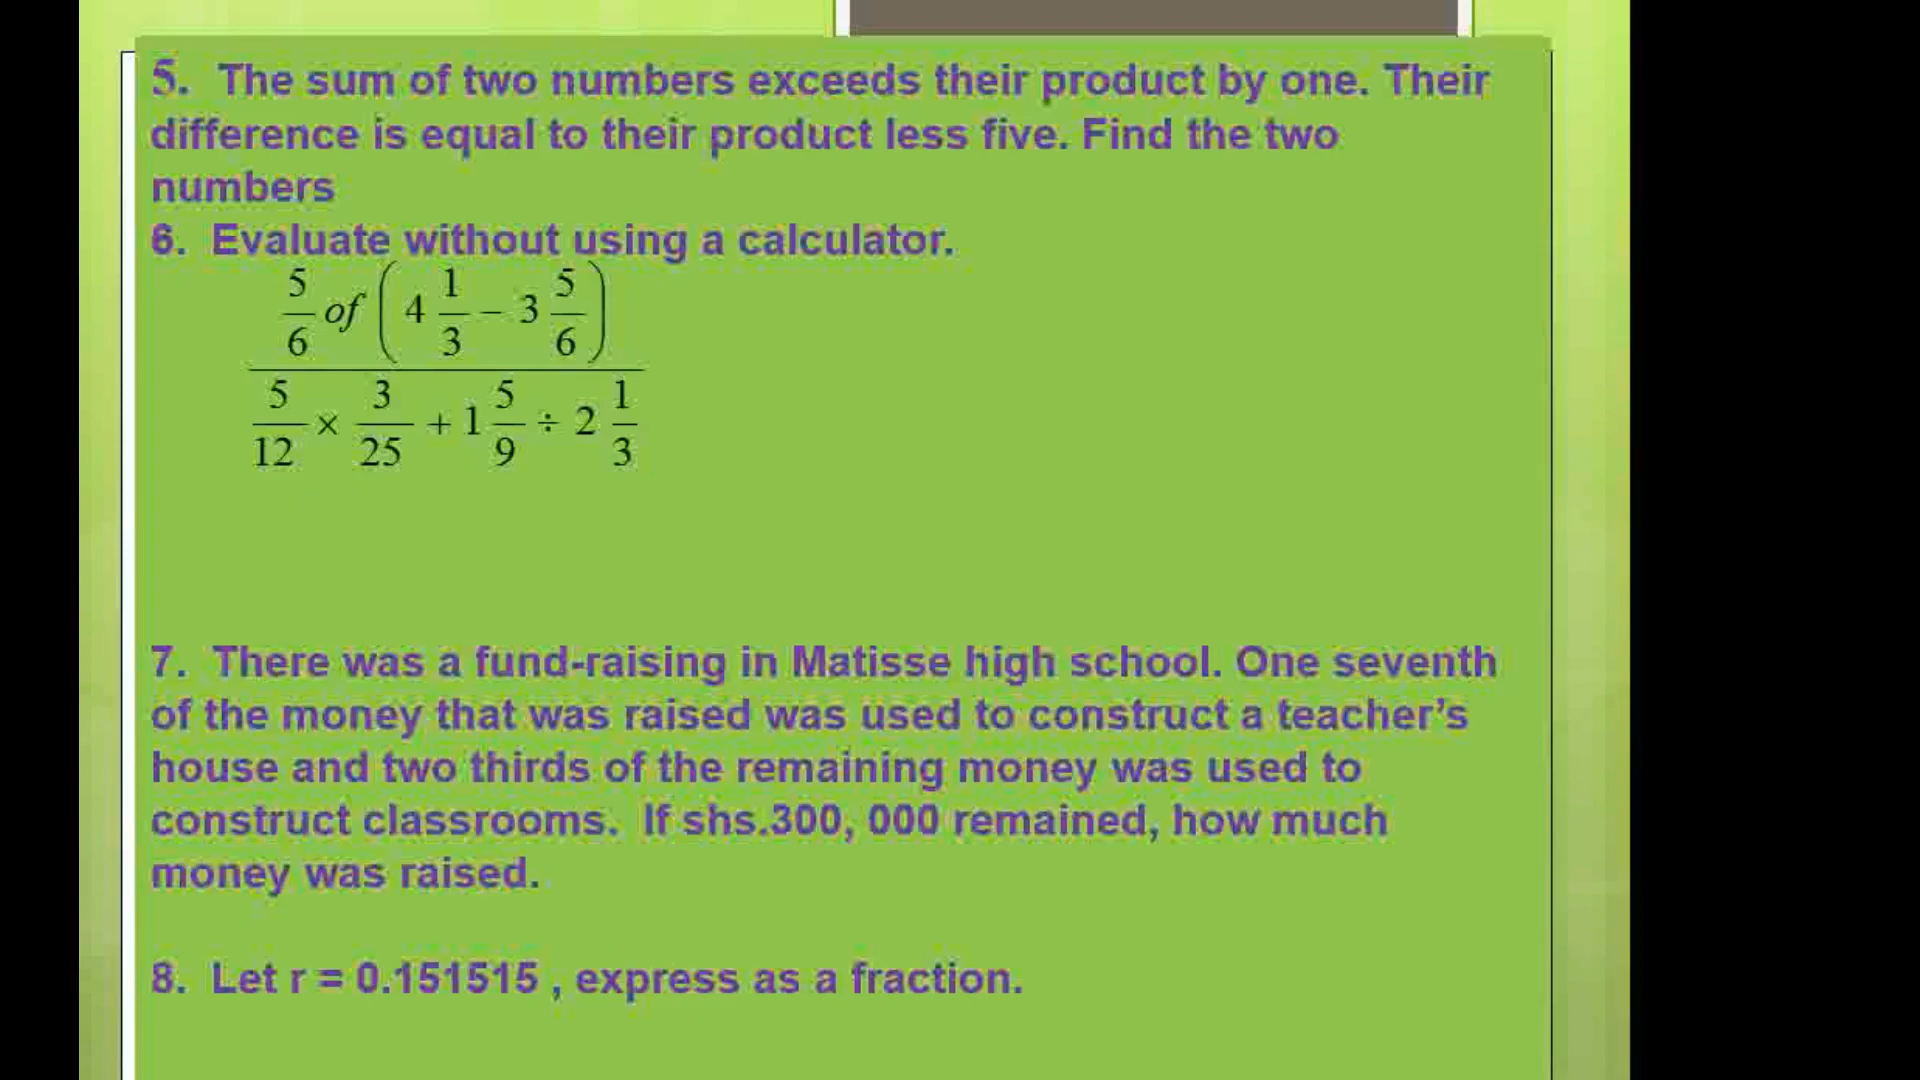 5. The sum of two numbers exceeds their product by one. Their
difference is equal to their product less five. Find the two
numbers
6. Evaluate without using a calculator.
5/6 of (4 1/3 − 3 5/6)
5/12 × 3/25 + 1 5/9 ÷ 2 1/3
7. There was a fund-raising in Matisse high school. One seventh
of the money that was raised was used to construct a teacher’s
house and two thirds of the remaining money was used to
construct classrooms. If shs.300, 000 remained, how much
money was raised.
8. Let r = 0.151515 , express as a fraction.